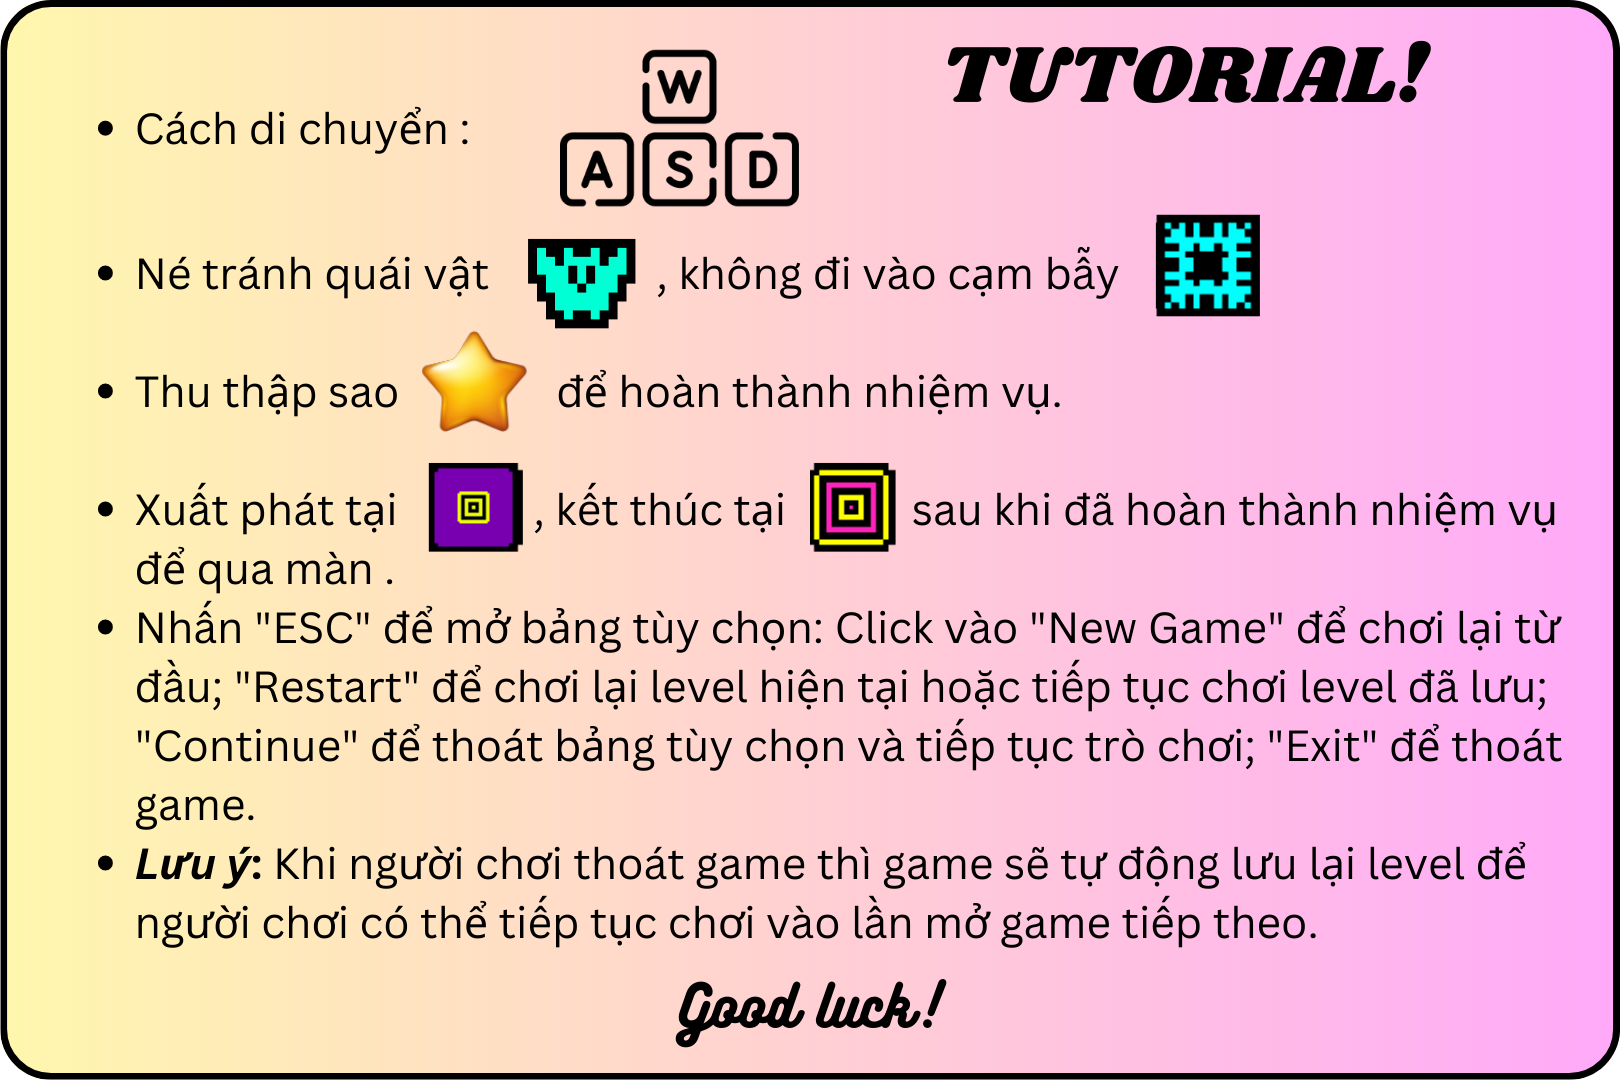 TUTORIAL!
W
• Cách di chuyển :
A S D
• Né tránh quái vật , không đi vào cạm bẫy
• Thu thập sao để hoàn thành nhiệm vụ.
• Xuất phát tại , kết thúc tại sau khi đã hoàn thành nhiệm vụ
để qua màn .
• Nhấn "ESC" để mở bảng tùy chọn: Click vào "New Game" để chơi lại từ
đầu; "Restart" để chơi lại level hiện tại hoặc tiếp tục chơi level đã lưu;
"Continue" để thoát bảng tùy chọn và tiếp tục trò chơi; "Exit" để thoát
game.
• Lưu ý: Khi người chơi thoát game thì game sẽ tự động lưu lại level để
người chơi có thể tiếp tục chơi vào lần mở game tiếp theo.
Good luck!